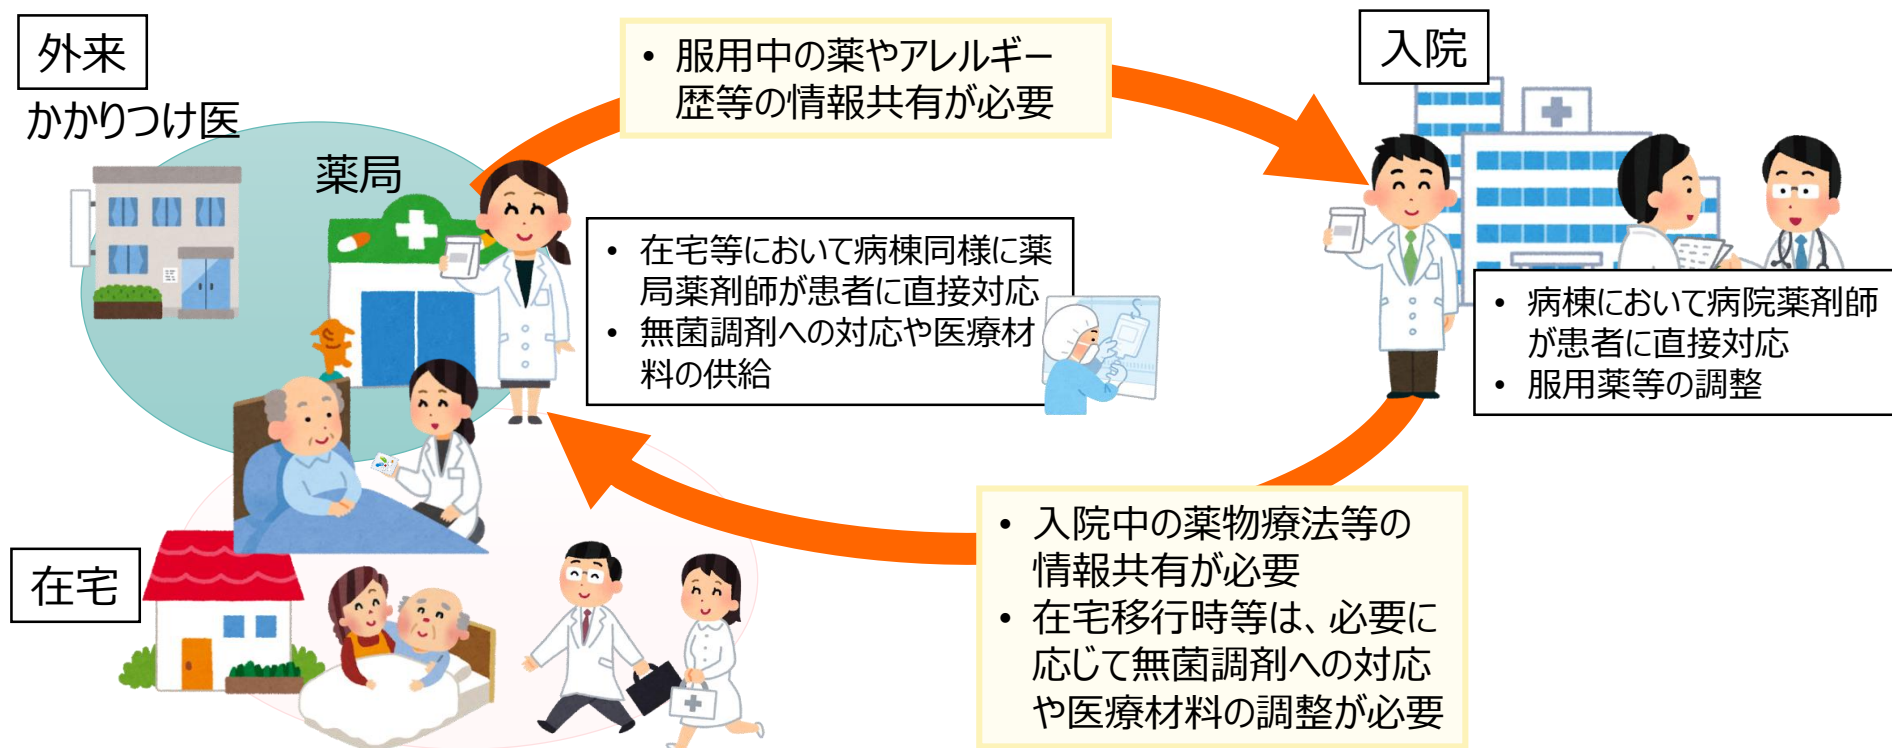 外来
かかりつけ医
薬局
• 服用中の薬やアレルギー
歴等の情報共有が必要
入院
• 在宅等において病棟同様に薬
局薬剤師が患者に直接対応
• 無菌調剤への対応や医療材
料の供給
• 病棟において病院薬剤師
が患者に直接対応
• 服用薬等の調整
在宅
• 入院中の薬物療法等の
情報共有が必要
• 在宅移行時等は、必要に
応じて無菌調剤への対応
や医療材料の調整が必要